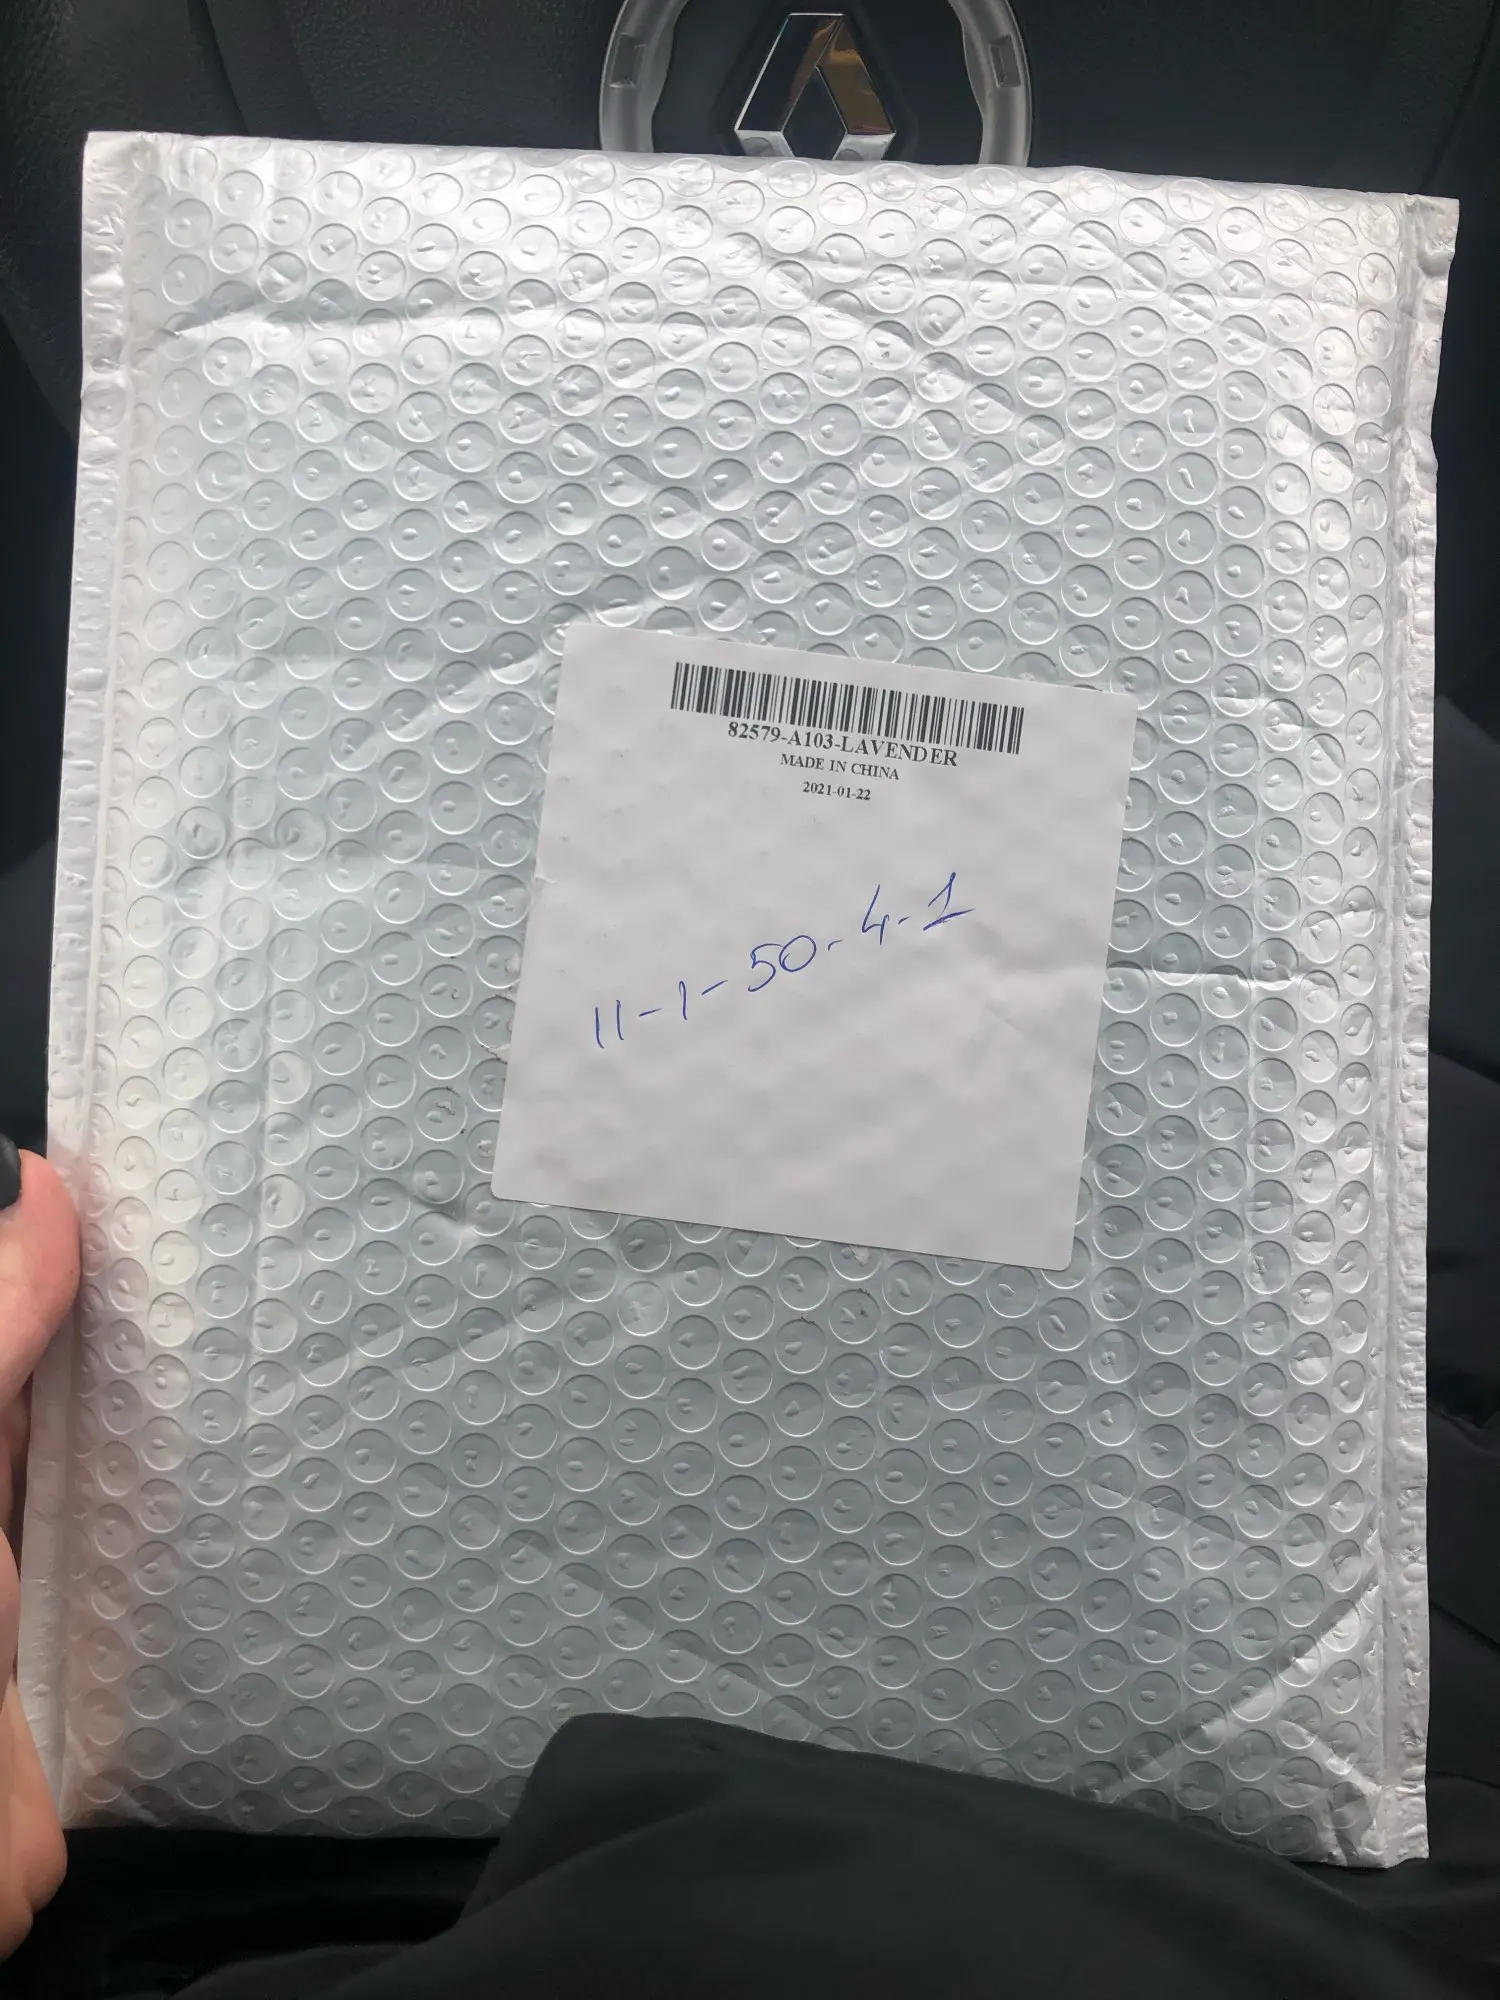 82579-A103-LAVENDER
MADE IN CHINA
2021-01-22
11-1-50-4-1